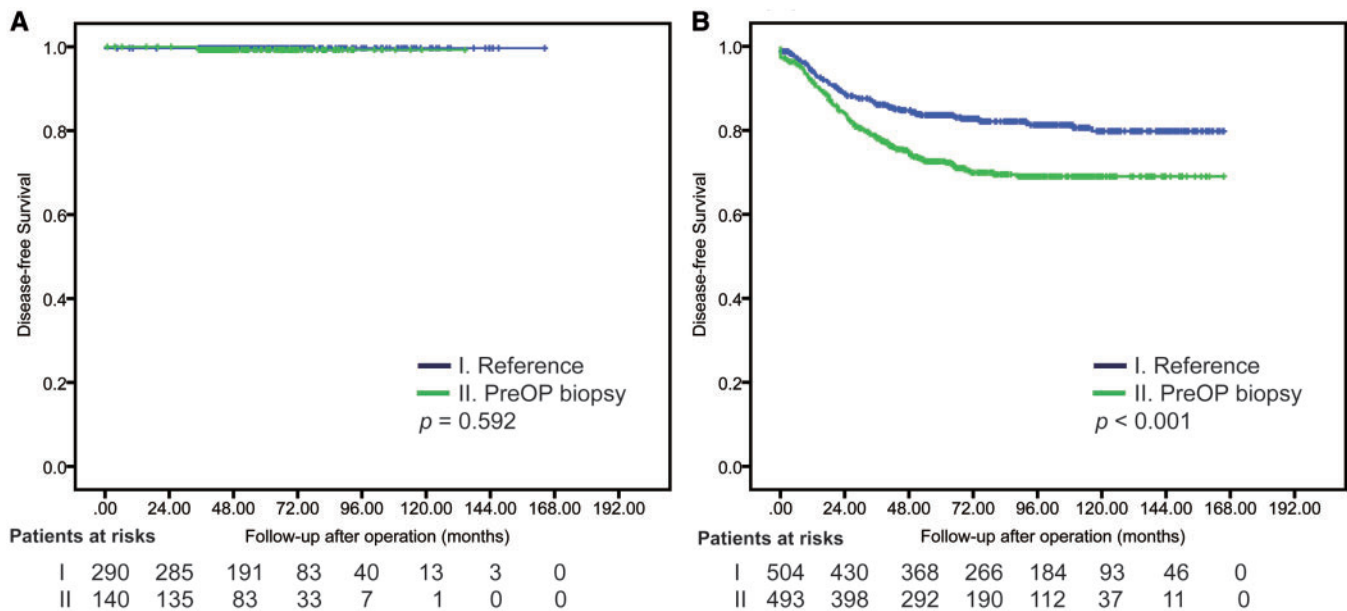 A
Disease-free Survival
1.0
0.8
0.6
0.4
0.2
0.0
I. Reference
II. PreOP biopsy
p = 0.592
.00 24.00 48.00 72.00 96.00 120.00 144.00 168.00 192.00
Patients at risks Follow-up after operation (months)
I 290 285 191 83 40 13 3 0
II 140 135 83 33 7 1 0 0
B
Disease-free Survival
1.0
0.8
0.6
0.4
0.2
0.0
I. Reference
II. PreOP biopsy
p < 0.001
.00 24.00 48.00 72.00 96.00 120.00 144.00 168.00 192.00
Patients at risks Follow-up after operation (months)
I 504 430 368 266 184 93 46 0
II 493 398 292 190 112 37 11 0